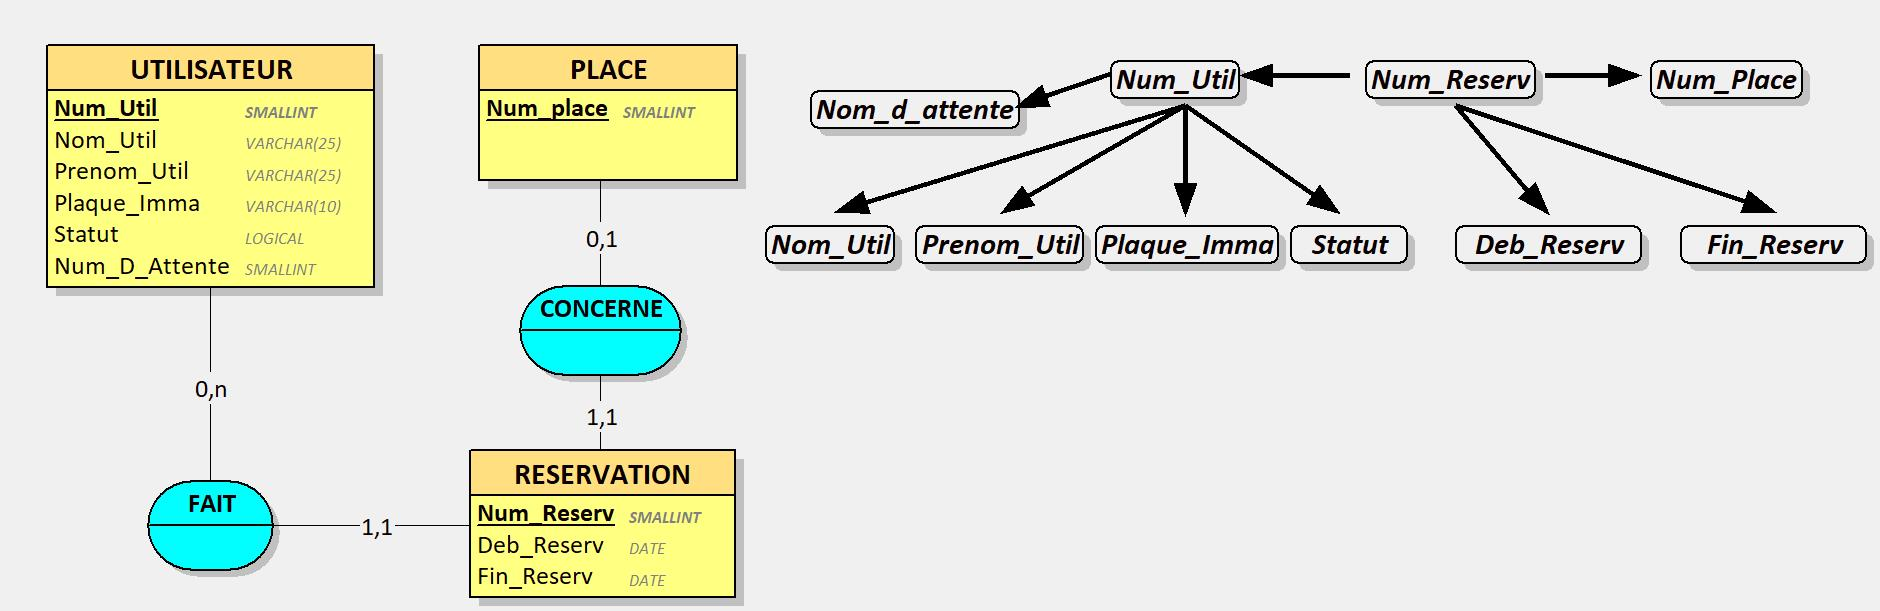 UTILISATEUR
Num_Util SMALLINT
Nom_Util VARCHAR(25)
Prenom_Util VARCHAR(25)
Plaque_Imma VARCHAR(10)
Statut LOGICAL
Num_D_Attente SMALLINT
0,n
FAIT
1,1
PLACE
Num_place SMALLINT
0,1
CONCERNE
1,1
RESERVATION
Num_Reserv SMALLINT
Deb_Reserv DATE
Fin_Reserv DATE
Num_Util Num_Reserv Num_Place
Nom_d_attente
Nom_Util Prenom_Util Plaque_Imma Statut Deb_Reserv Fin_Reserv